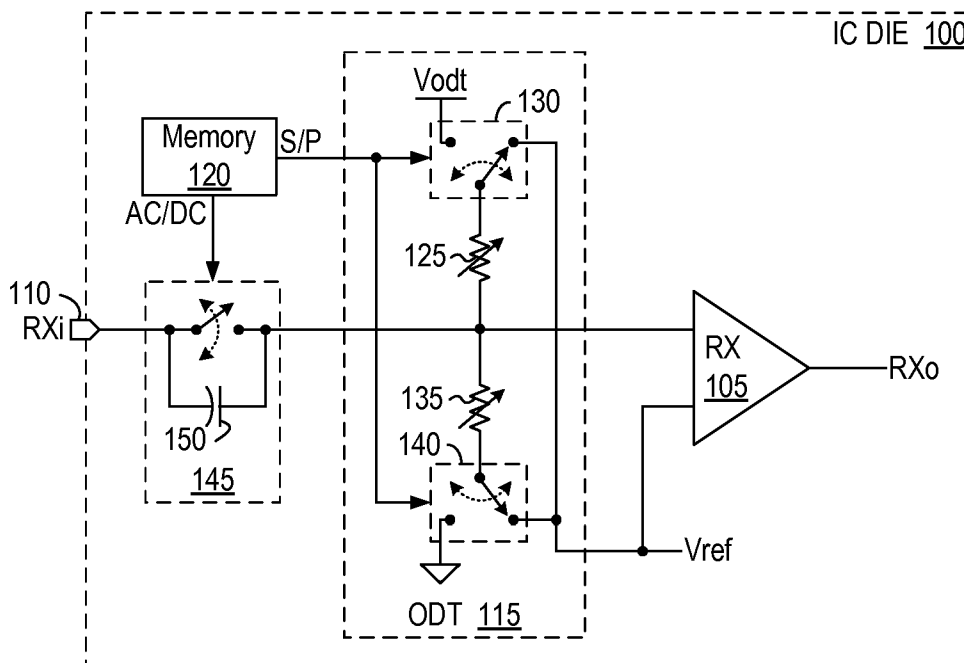 IC DIE 100
Vodt
130
Memory
120
S/P
AC/DC
125
110
RXi
RX
105
RXo
135
150
140
145
Vref
ODT 115